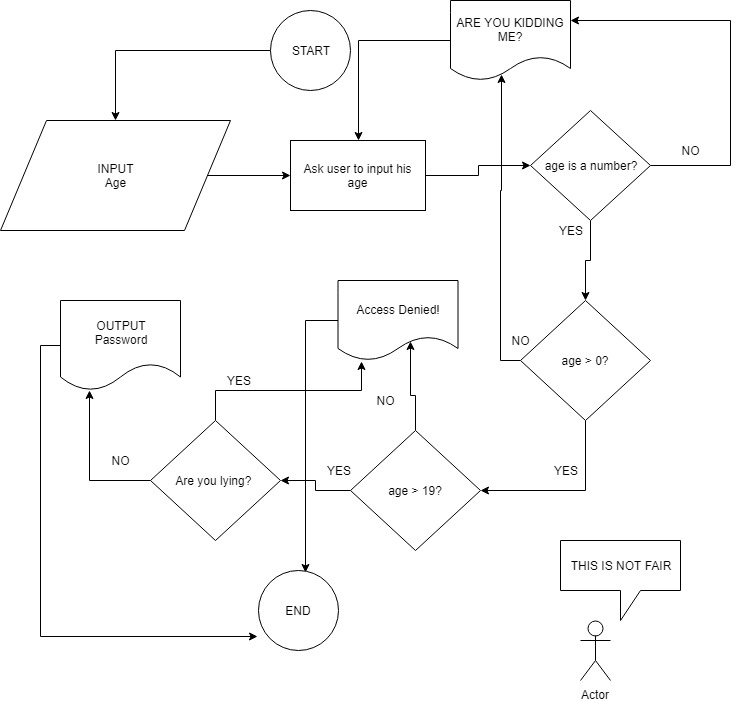 ARE YOU KIDDING
ME?
START
INPUT
Age
Ask user to input his
age
age is a number?
NO
YES
Access Denied!
OUTPUT
Password
NO
age > 0?
YES
NO
NO
Are you lying?
YES
age > 19?
YES
THIS IS NOT FAIR
END
Actor